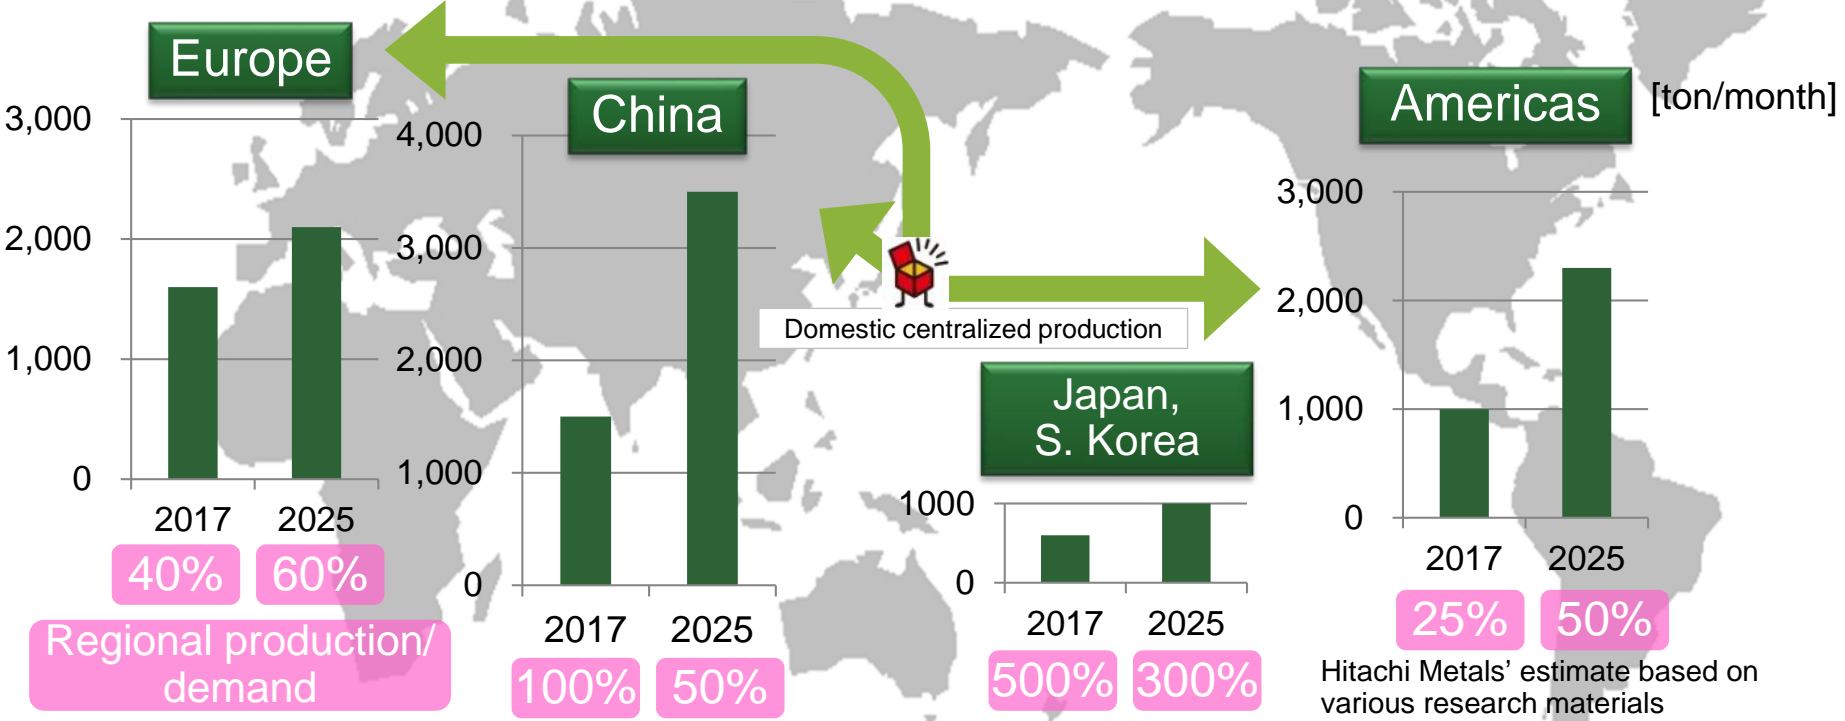 Europe
3,000
2,000
1,000
0
2017 2025
40% 60%
Regional production/
demand
China
4,000
3,000
2,000
1,000
0
2017 2025
100% 50%
Domestic centralized production
Japan,
S. Korea
1000
0
2017 2025
500% 300%
Americas
[ton/month]
3,000
2,000
1,000
0
2017 2025
25% 50%
Hitachi Metals’ estimate based on
various research materials